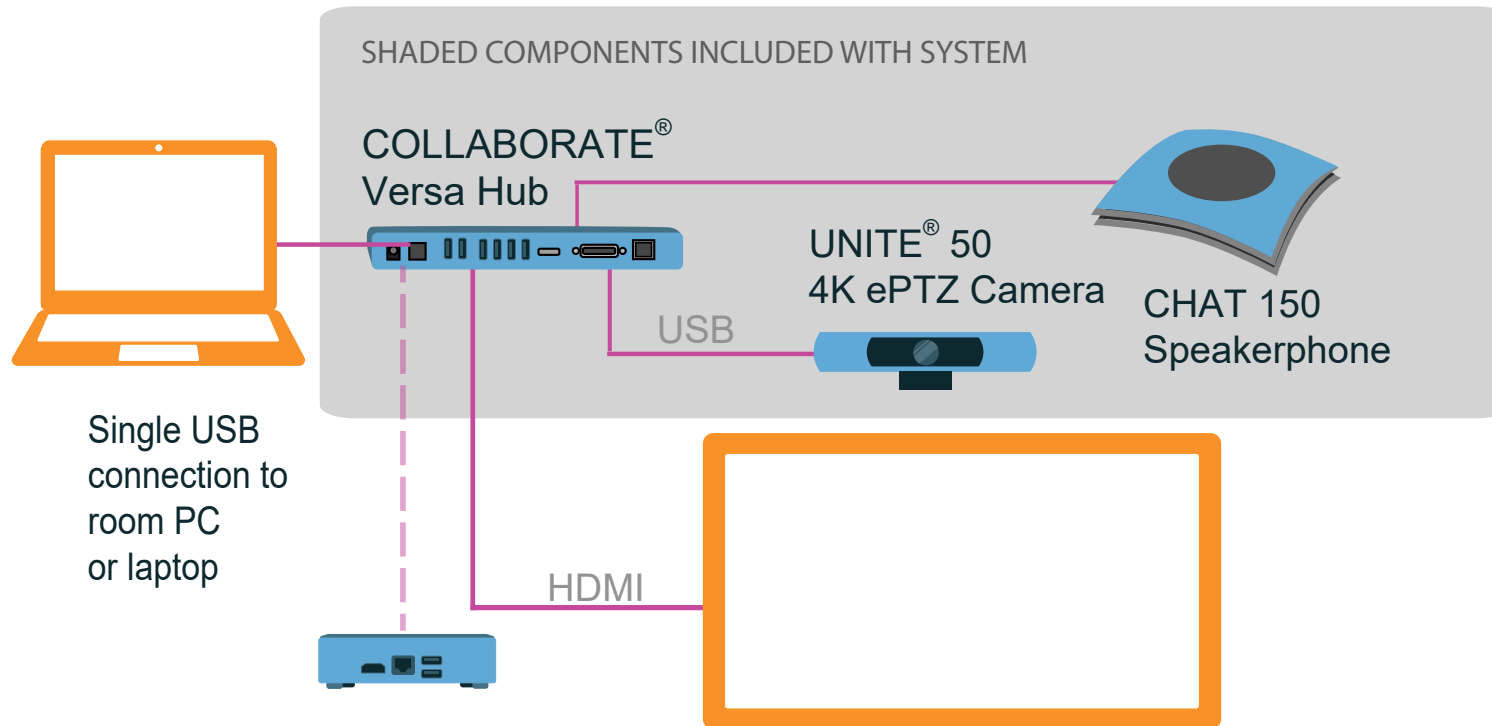 SHADED COMPONENTS INCLUDED WITH SYSTEM
COLLABORATE®
Versa Hub
UNITE® 50
4K ePTZ Camera
CHAT 150
Speakerphone
USB
Single USB
connection to
room PC
or laptop
HDMI